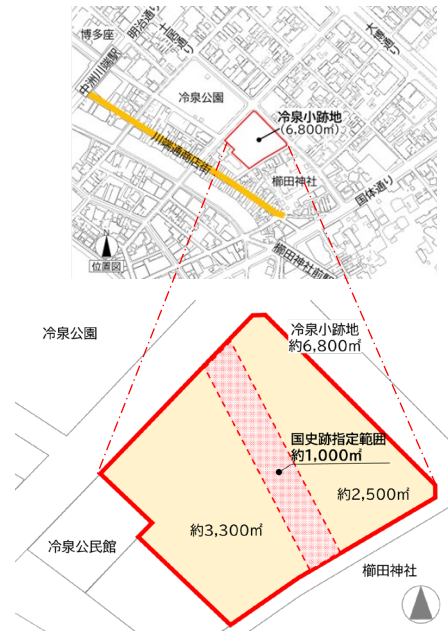 博多座
明治通り
土居通り
大博通り
中洲川端駅
冷泉公園
冷泉小跡地
(6,800㎡)
川端通商店街
櫛田神社
国体通り
櫛田神社前駅
N
位置図
冷泉公園
冷泉小跡地
約6,800㎡
国史跡指定範囲
約1,000㎡
約2,500㎡
約3,300㎡
冷泉公民館
櫛田神社